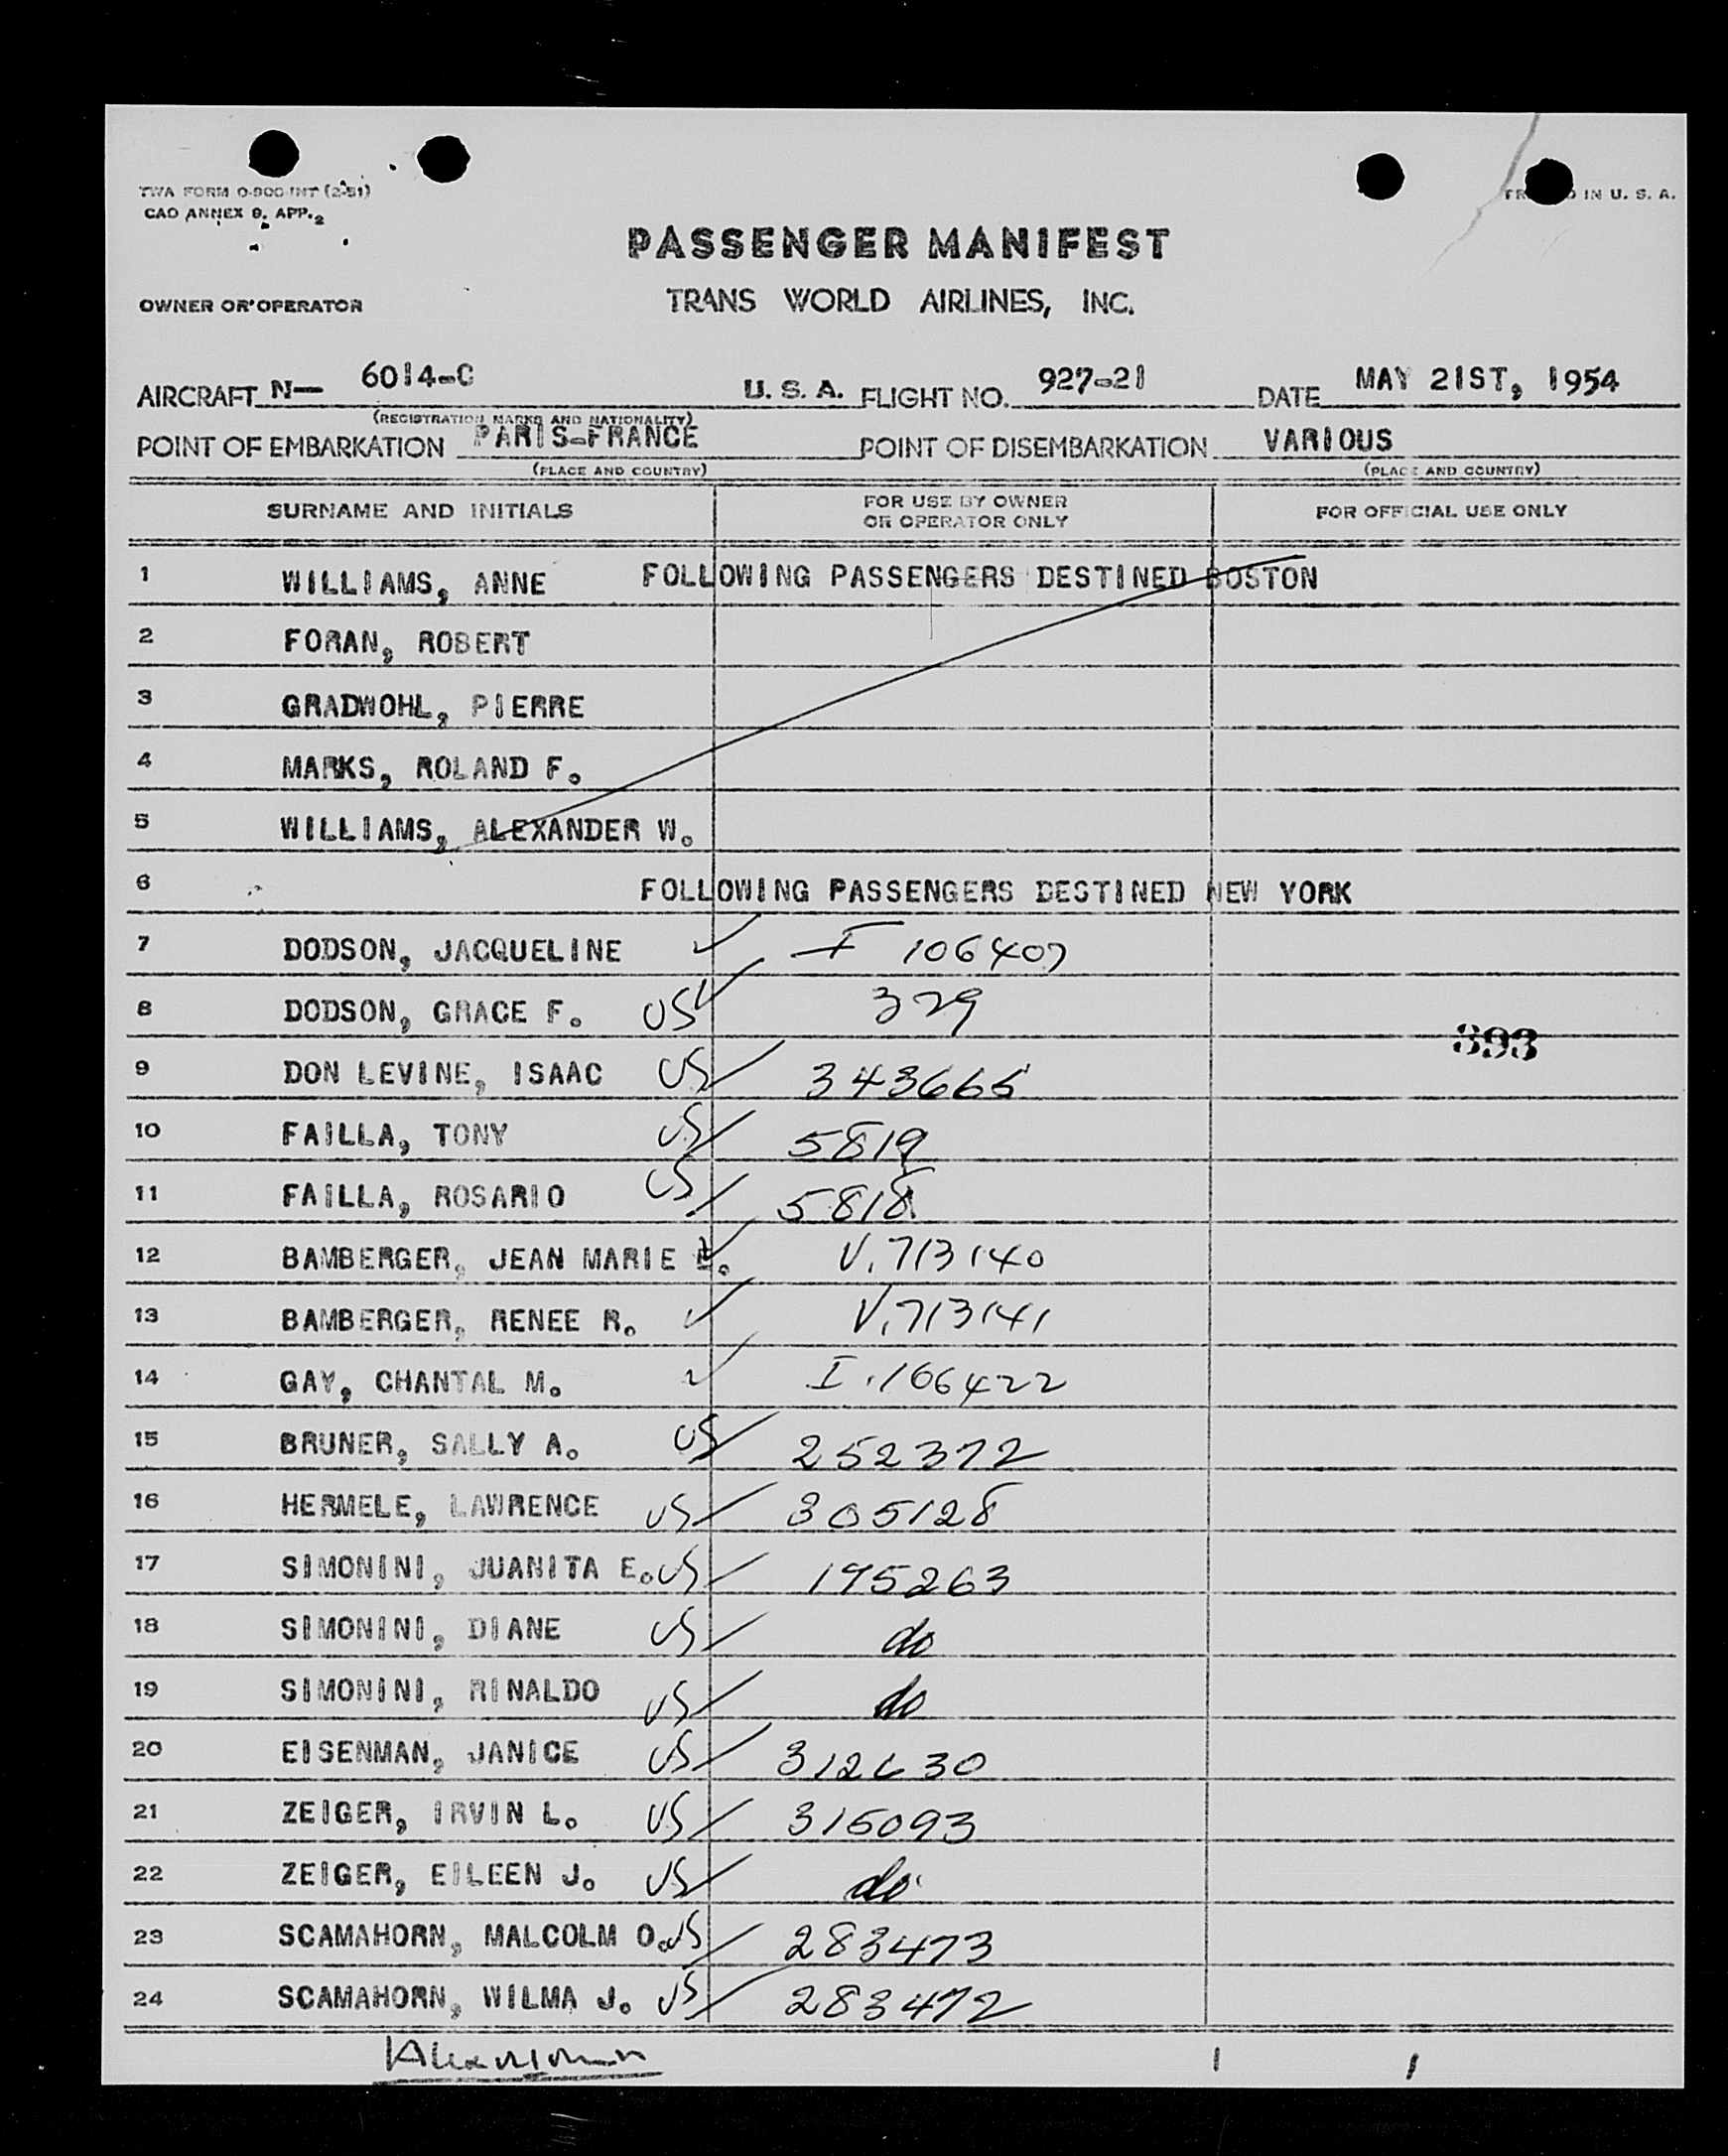 TWA FORM O-900-INT (2-51)
CAO ANNEX 9. APP.2
IN U. S. A.
PASSENGER MANIFEST
OWNER OR OPERATOR
TRANS WORLD AIRLINES, INC.
AIRCRAFT N— 6014-C U. S. A. FLIGHT NO. 927-21 DATE MAY 21ST, 1954
(REGISTRATION MARKS AND NATIONALITY)
POINT OF EMBARKATION PARIS-FRANCE POINT OF DISEMBARKATION VARIOUS
(PLACE AND COUNTRY) (PLACE AND COUNTRY)
SURNAME AND INITIALS FOR USE BY OWNER OR OPERATOR ONLY FOR OFFICIAL USE ONLY
1 WILLIAMS, ANNE FOLLOWING PASSENGERS DESTINED BOSTON
2 FORAN, ROBERT
3 GRADWOHL, PIERRE
4 MARKS, ROLAND F.
5 WILLIAMS, ALEXANDER W.
6 FOLLOWING PASSENGERS DESTINED NEW YORK
7 DODSON, JACQUELINE ✓ I 106407
8 DODSON, GRACE F. US ✓ 329
893
9 DON LEVINE, ISAAC US / 343665
10 FAILLA, TONY US / 5819
11 FAILLA, ROSARIO US / 5818
12 BAMBERGER, JEAN MARIE E. ✓ V. 713140
13 BAMBERGER, RENEE R. ✓ V. 713141
14 GAY, CHANTAL M. ✓ I. 166422
15 BRUNER, SALLY A. US / 252372
16 HERMELE, LAWRENCE US / 305128
17 SIMONINI, JUANITA E. US / 195263
18 SIMONINI, DIANE US / do
19 SIMONINI, RINALDO US / do
20 EISENMAN, JANICE US / 312630
21 ZEIGER, IRVIN L. US / 315093
22 ZEIGER, EILEEN J. US / do
23 SCAMAHORN, MALCOLM O. US / 283473
24 SCAMAHORN, WILMA J. US / 283472